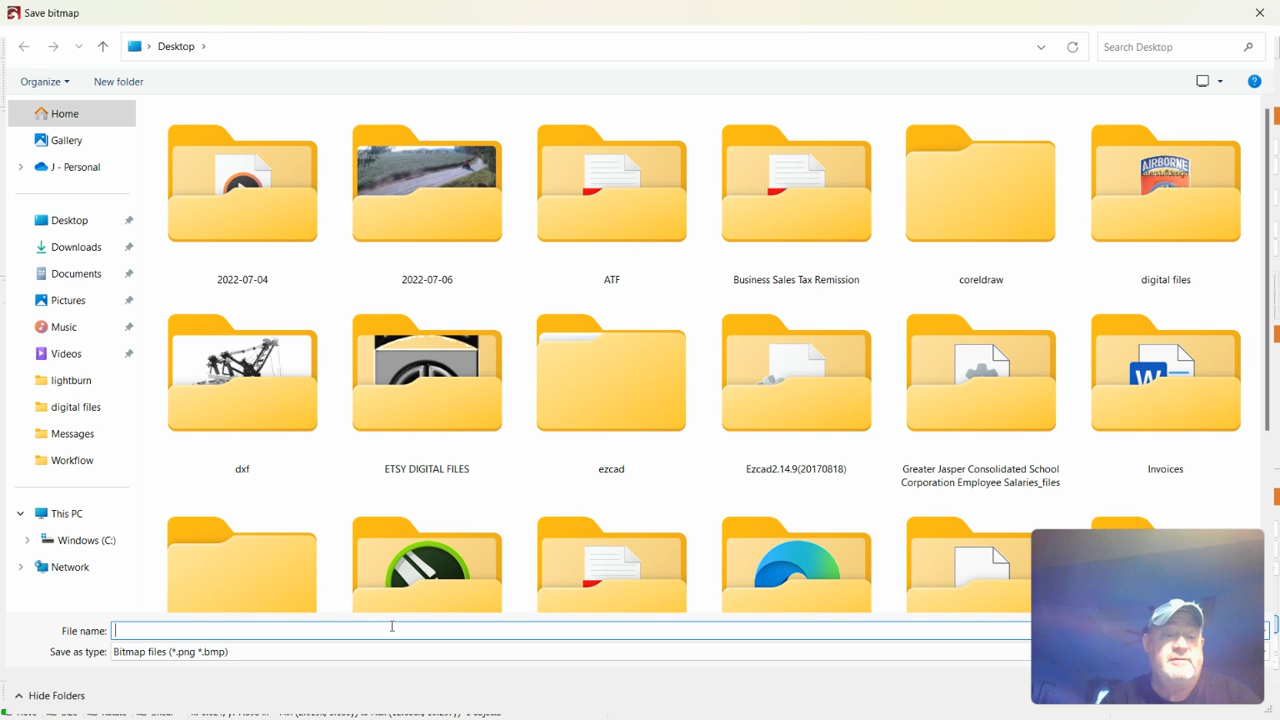 Save bitmap
Desktop
Search Desktop
Organize
New folder
Home
Gallery
J - Personal
Desktop
Downloads
Documents
Pictures
Music
Videos
lightburn
digital files
Messages
Workflow
This PC
Windows (C:)
Network
2022-07-04
2022-07-06
ATF
Business Sales Tax Remission
coreldraw
digital files
AIRBORNE
dxf
ETSY DIGITAL FILES
ezcad
Ezcad2.14.9(20170818)
Greater Jasper Consolidated School
Corporation Employee Salaries_files
Invoices
W
File name:
Save as type: Bitmap files (*.png *.bmp)
Hide Folders